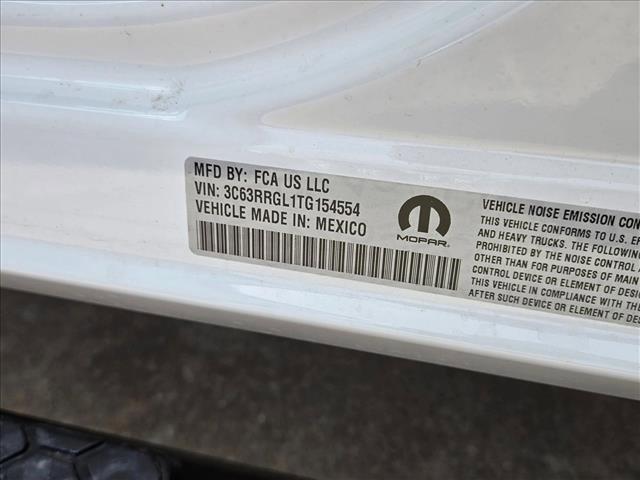 MFD BY: FCA US LLC
VIN: 3C63RRGL1TG154554
VEHICLE MADE IN: MEXICO
MOPAR
VEHICLE NOISE EMISSION CON
THIS VEHICLE CONFORMS TO U.S. E
AND HEAVY TRUCKS. THE FOLLOWING
PROHIBITED BY THE NOISE CONTROL
OTHER THAN FOR PURPOSES OF MAIN
CONTROL DEVICE OR ELEMENT OF DESI
THIS VEHICLE IN COMPLIANCE WITH THE
AFTER SUCH DEVICE OR ELEMENT OF DES